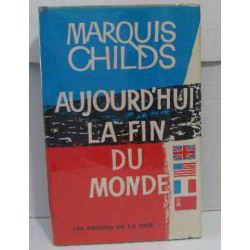 MARQUIS
CHILDS
AUJOURD'HUI
LA FIN
DU
MONDE
LES PRESSES DE LA CITÉ